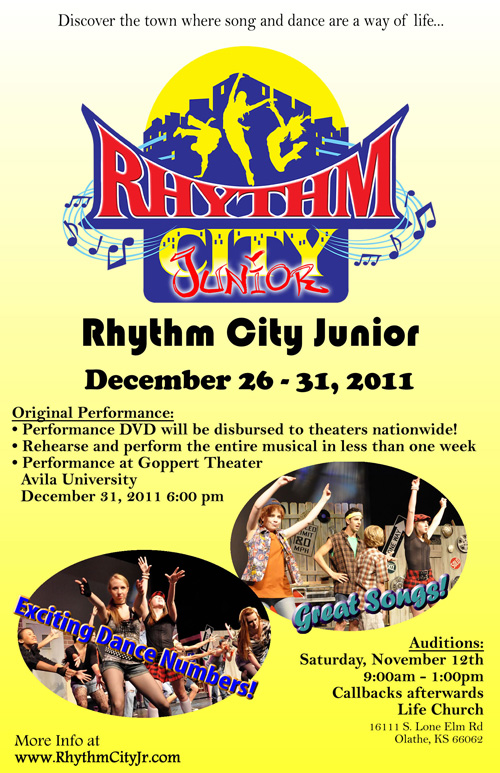 Discover the town where song and dance are a way of life...
RHYTHM
CITY
JUNIOR
Rhythm City Junior
December 26 - 31, 2011
Original Performance:
• Performance DVD will be disbursed to theaters nationwide!
• Rehearse and perform the entire musical in less than one week
• Performance at Goppert Theater
Avila University
December 31, 2011 6:00 pm
Great Songs!
Exciting Dance Numbers!
Auditions:
Saturday, November 12th
9:00am - 1:00pm
Callbacks afterwards
Life Church
16111 S. Lone Elm Rd
Olathe, KS 66062
More Info at
www.RhythmCityJr.com